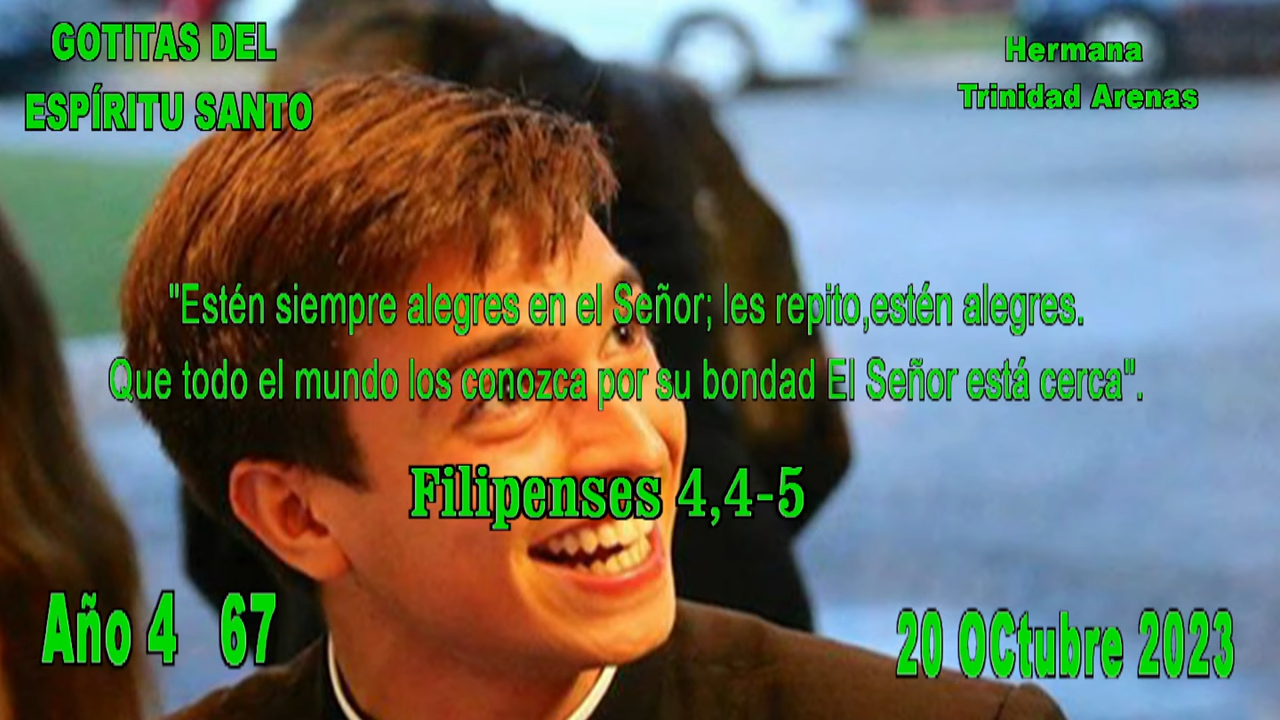 GOTITAS DEL
ESPÍRITU SANTO
Hermana
Trinidad Arenas
"Estén siempre alegres en el Señor; les repito,estén alegres.
Que todo el mundo los conozca por su bondad El Señor está cerca".
Filipenses 4,4-5
Año 4 67
20 OCtubre 2023